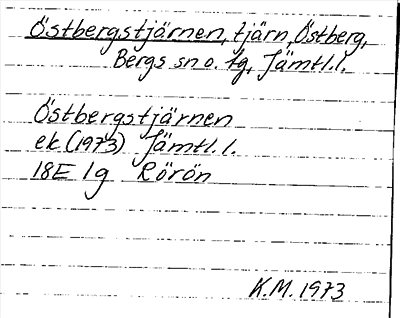 Östbergstjärnen, tjärn, Östberg,
Bergs sn o. tg, Jämtl. l.
Östbergstjärnen
ek (1973) Jämtl. l.
18E 1g Rörön
K.M. 1973